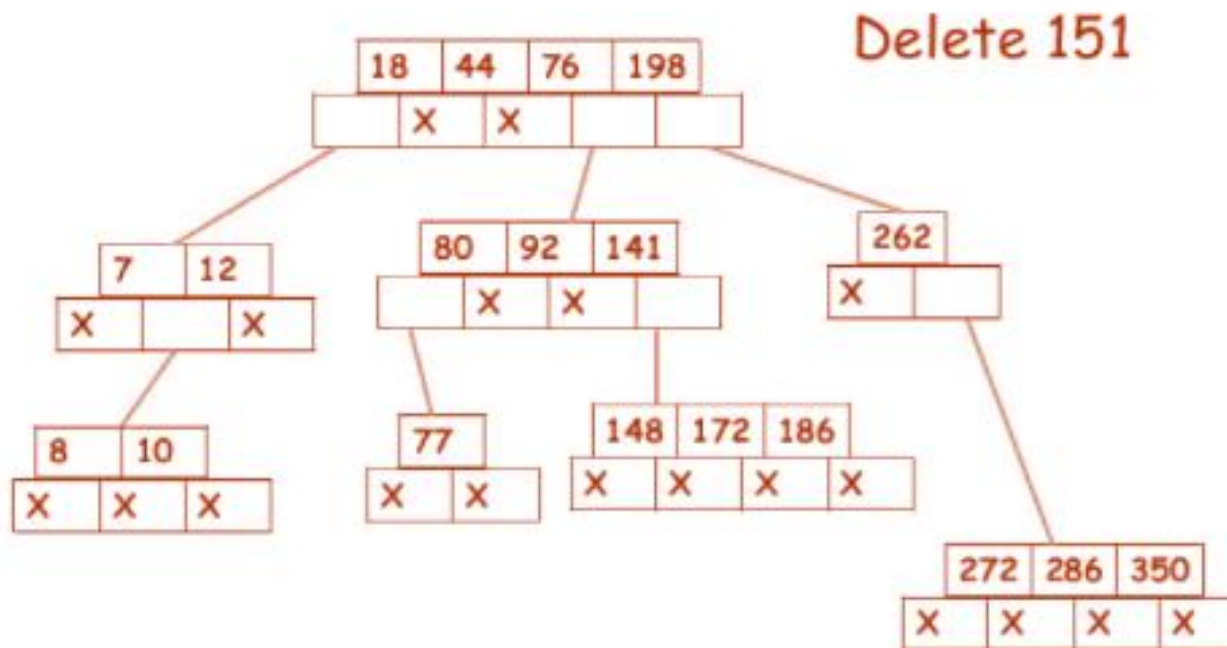 Delete 151
18 44 76 198
X X
80 92 141
262
7 12
X X
X
X X
8 10
148 172 186
77
X X X
X X
X X X X
272 286 350
X X X X